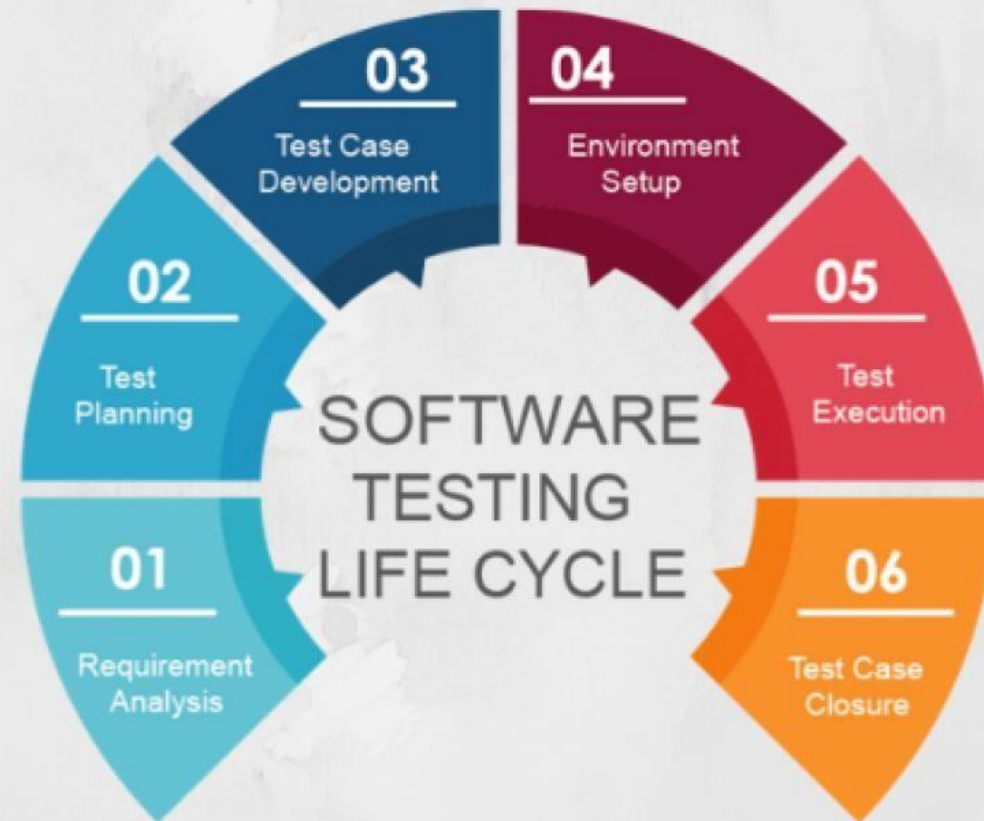 01
Requirement
Analysis
02
Test
Planning
03
Test Case
Development
04
Environment
Setup
05
Test
Execution
06
Test Case
Closure
SOFTWARE
TESTING
LIFE CYCLE